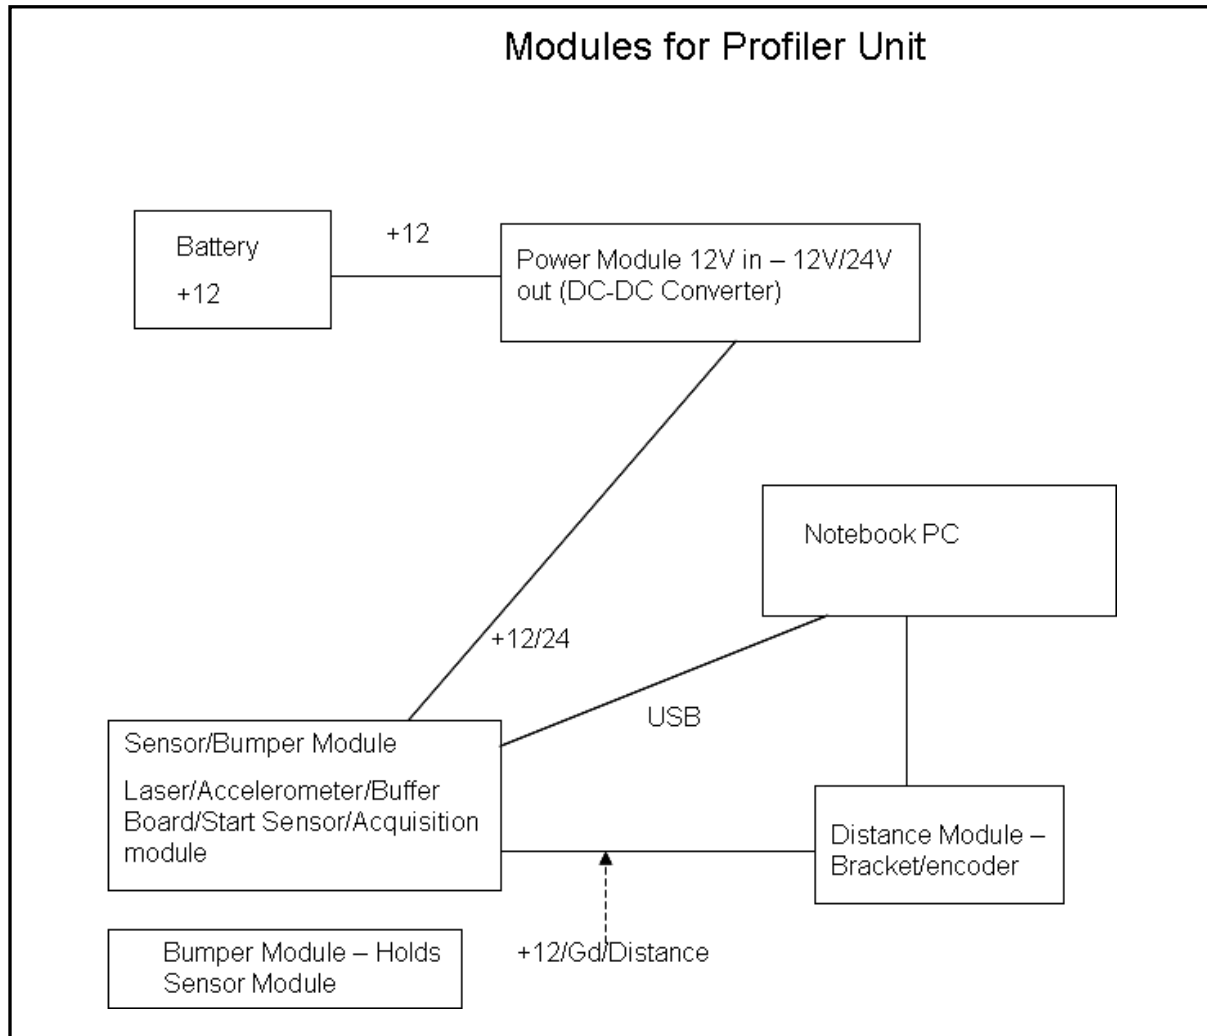 Modules for Profiler Unit
Battery
+12
+12
Power Module 12V in – 12V/24V
out (DC-DC Converter)
Notebook PC
+12/24
USB
Sensor/Bumper Module
Laser/Accelerometer/Buffer
Board/Start Sensor/Acquisition
module
Distance Module –
Bracket/encoder
Bumper Module – Holds
Sensor Module
+12/Gd/Distance